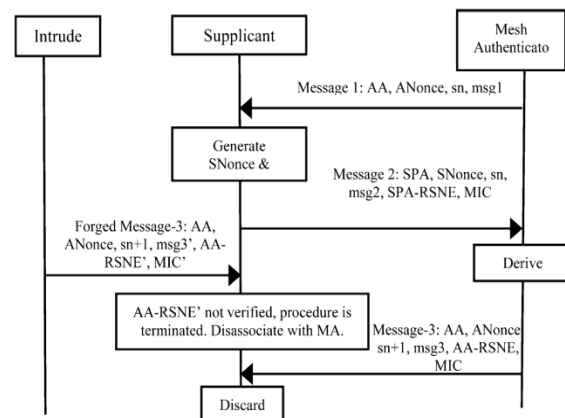 Intrude
Supplicant
Mesh
Authenticato
Message 1: AA, ANonce, sn, msg1
Generate
SNonce &
Message 2: SPA, SNonce, sn,
msg2, SPA-RSNE, MIC
Forged Message-3: AA,
ANonce, sn+1, msg3’, AA-
RSNE’, MIC’
Derive
AA-RSNE’ not verified, procedure is
terminated. Disassociate with MA.
Message-3: AA, ANonce
sn+1, msg3, AA-RSNE,
MIC
Discard